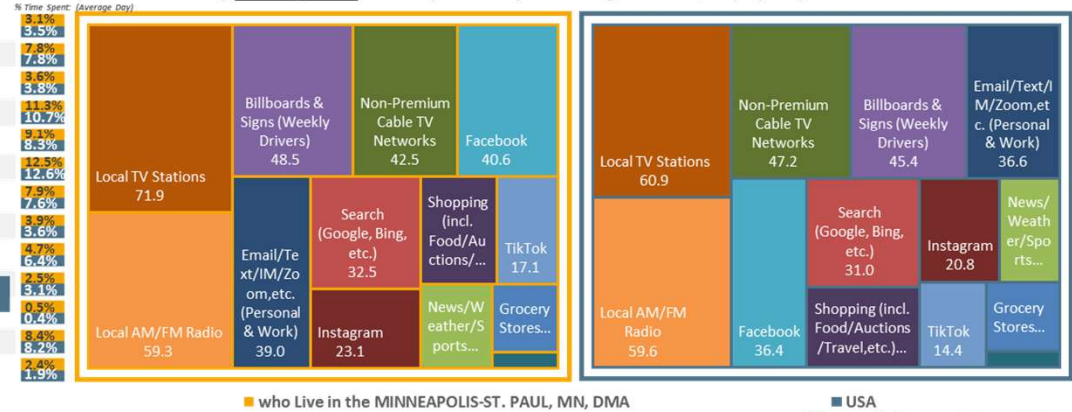 % Time Spent: (Average Day)
3.1%
3.5%
7.8%
7.8%
3.6%
3.8%
11.3%
10.7%
9.1%
8.3%
12.5%
12.6%
7.9%
7.6%
3.9%
3.6%
4.7%
6.4%
2.5%
3.1%
0.5%
0.4%
8.4%
8.2%
2.4%
1.9%
Local TV Stations
71.9
Billboards &
Signs (Weekly
Drivers)
48.5
Non-Premium
Cable TV
Networks
42.5
Facebook
40.6
Local AM/FM Radio
59.3
Email/Te
xt/IM/Zo
om,etc.
(Personal
& Work)
39.0
Search
(Google, Bing,
etc.)
32.5
Shopping
(incl.
Food/Au
ctions/...
TikTok
17.1
Instagram
23.1
News/W
eather/S
ports...
Grocery
Stores...
who Live in the MINNEAPOLIS-ST. PAUL, MN, DMA
Local TV Stations
60.9
Non-Premium
Cable TV
Networks
47.2
Billboards &
Signs (Weekly
Drivers)
45.4
Email/Text/I
M/Zoom,et
c. (Personal
& Work)
36.6
Local AM/FM
Radio
59.6
Facebook
36.4
Search
(Google, Bing,
etc.)
31.0
Instagram
20.8
News/
Weath
er/Spo
rts...
Shopping (incl.
Food/Auctions
/Travel,etc.)...
TikTok
14.4
Grocery
Stores...
USA